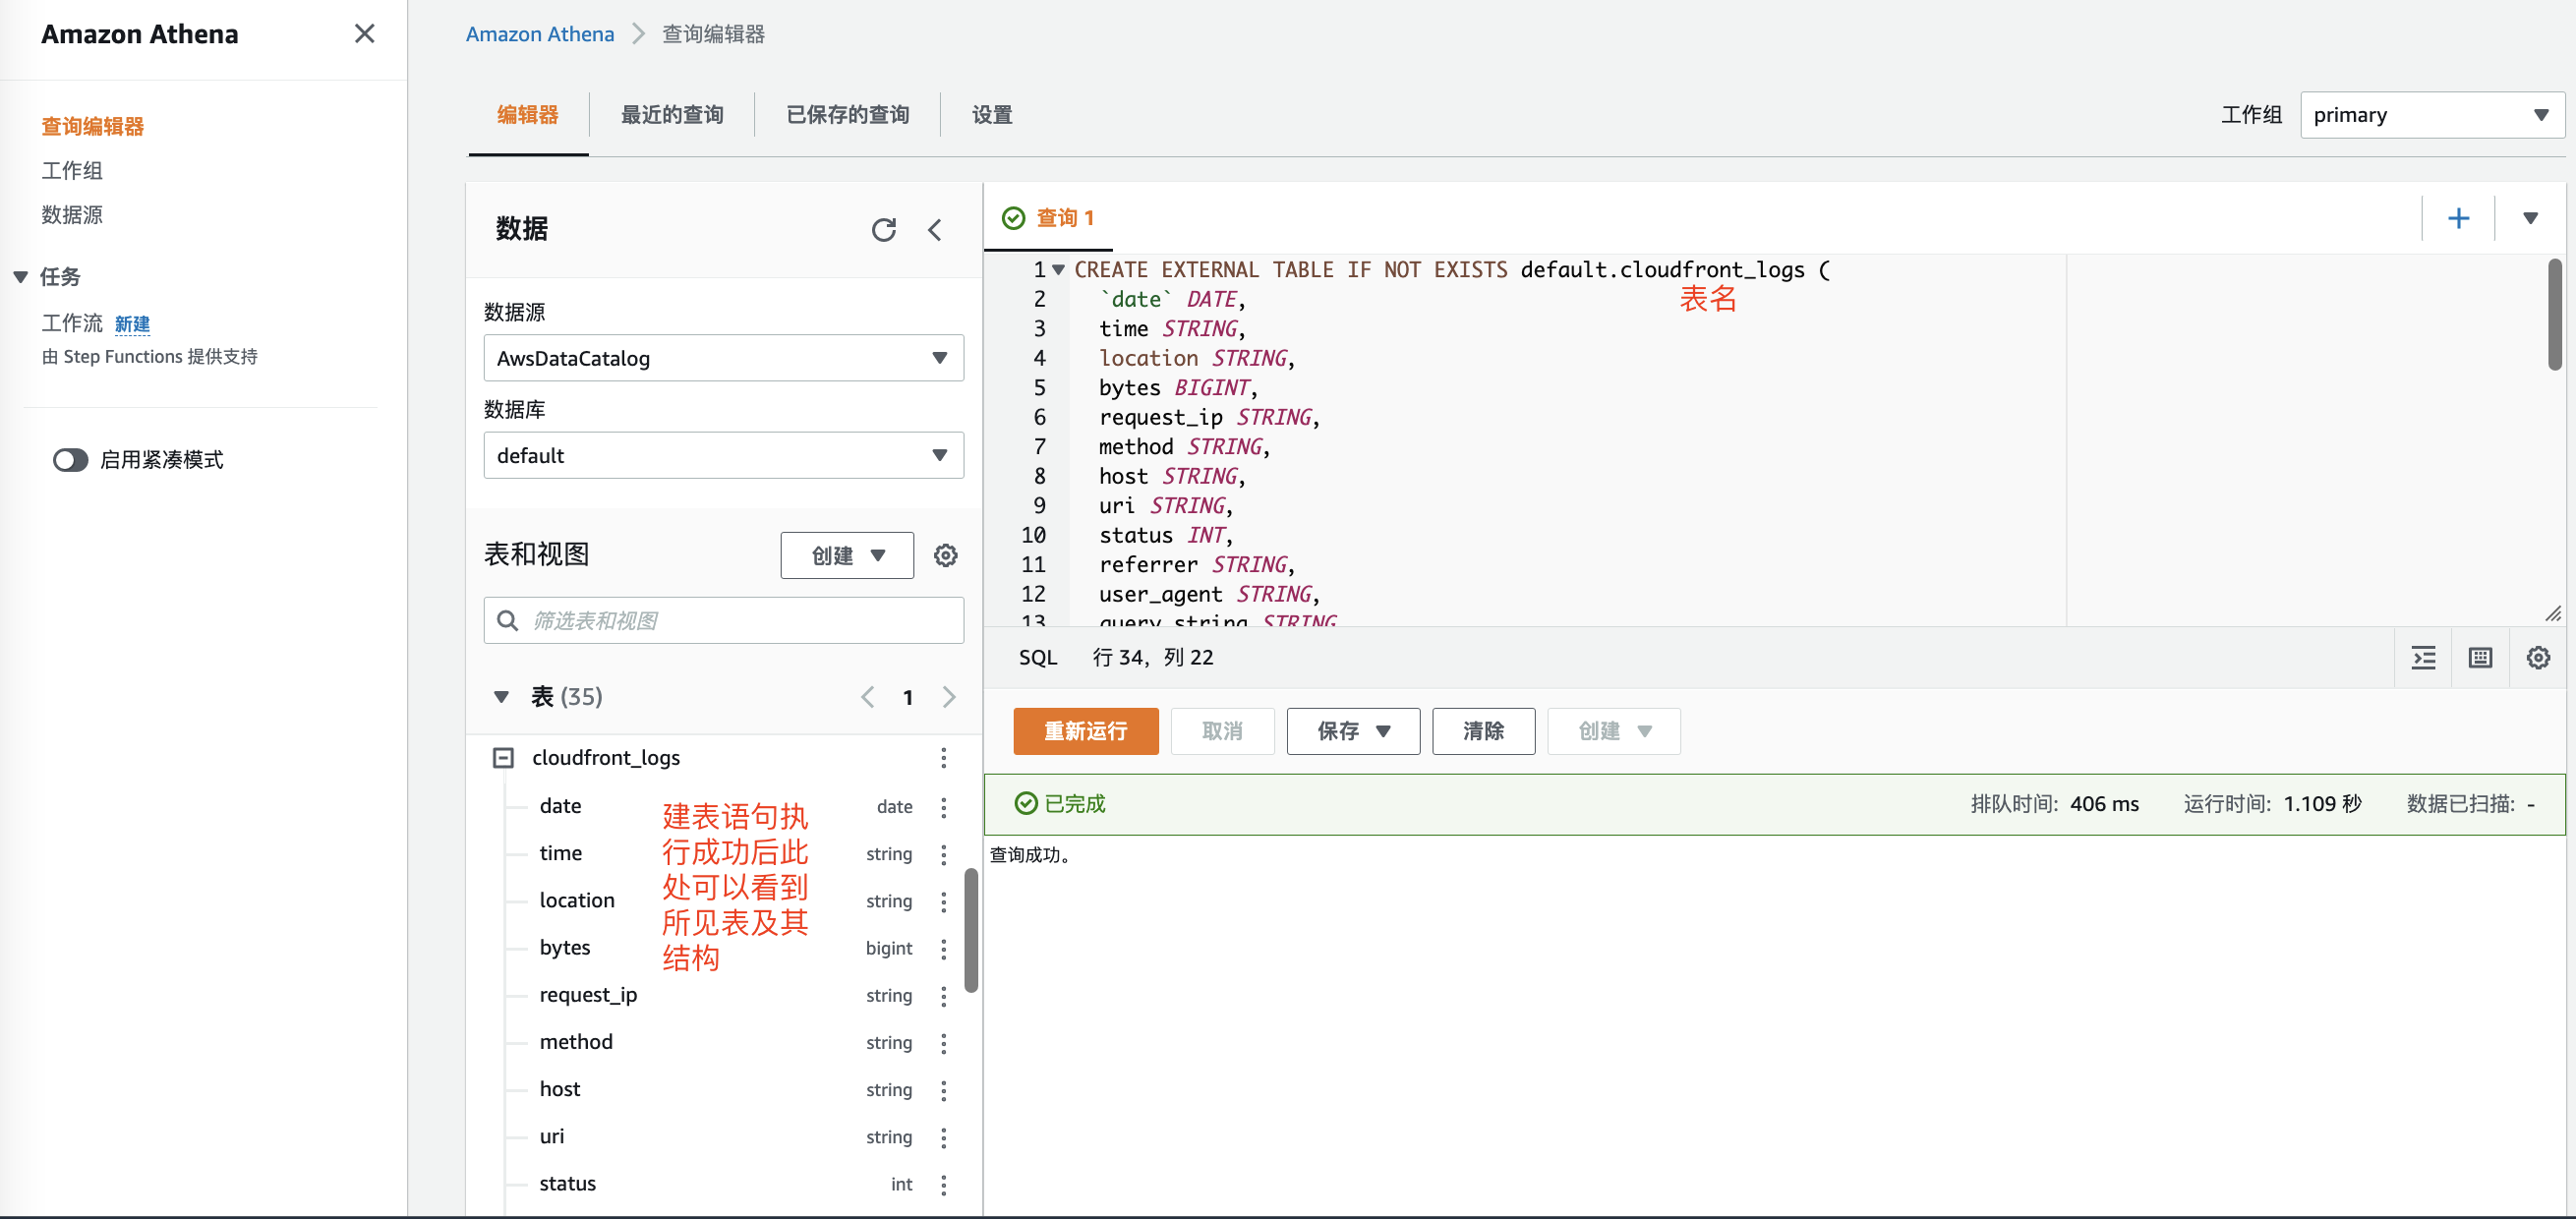 Amazon Athena
查询编辑器
工作组
数据源
任务
工作流 新建
由 Step Functions 提供支持
启用紧凑模式
Amazon Athena 查询编辑器
编辑器 最近的查询 已保存的查询 设置
工作组 primary
数据
数据源
AwsDataCatalog
数据库
default
表和视图 创建
筛选表和视图
表 (35) 1
cloudfront_logs
date date
time string
location string
bytes bigint
request_ip string
method string
host string
uri string
status int
建表语句执
行成功后此
处可以看到
所见表及其
结构
查询 1
1 CREATE EXTERNAL TABLE IF NOT EXISTS default.cloudfront_logs (
表名
2 `date` DATE,
3 time STRING,
4 location STRING,
5 bytes BIGINT,
6 request_ip STRING,
7 method STRING,
8 host STRING,
9 uri STRING,
10 status INT,
11 referrer STRING,
12 user_agent STRING,
13 query_string STRING
SQL 行 34，列 22
重新运行 取消 保存 清除 创建
已完成 排队时间: 406 ms 运行时间: 1.109 秒 数据已扫描: -
查询成功。